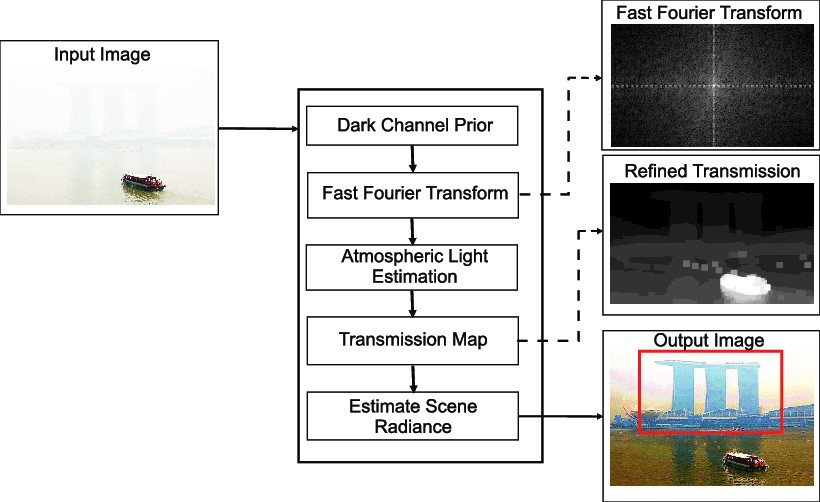 Input Image
Dark Channel Prior
Fast Fourier Transform
Atmospheric Light
Estimation
Transmission Map
Estimate Scene
Radiance
Fast Fourier Transform
Refined Transmission
Output Image